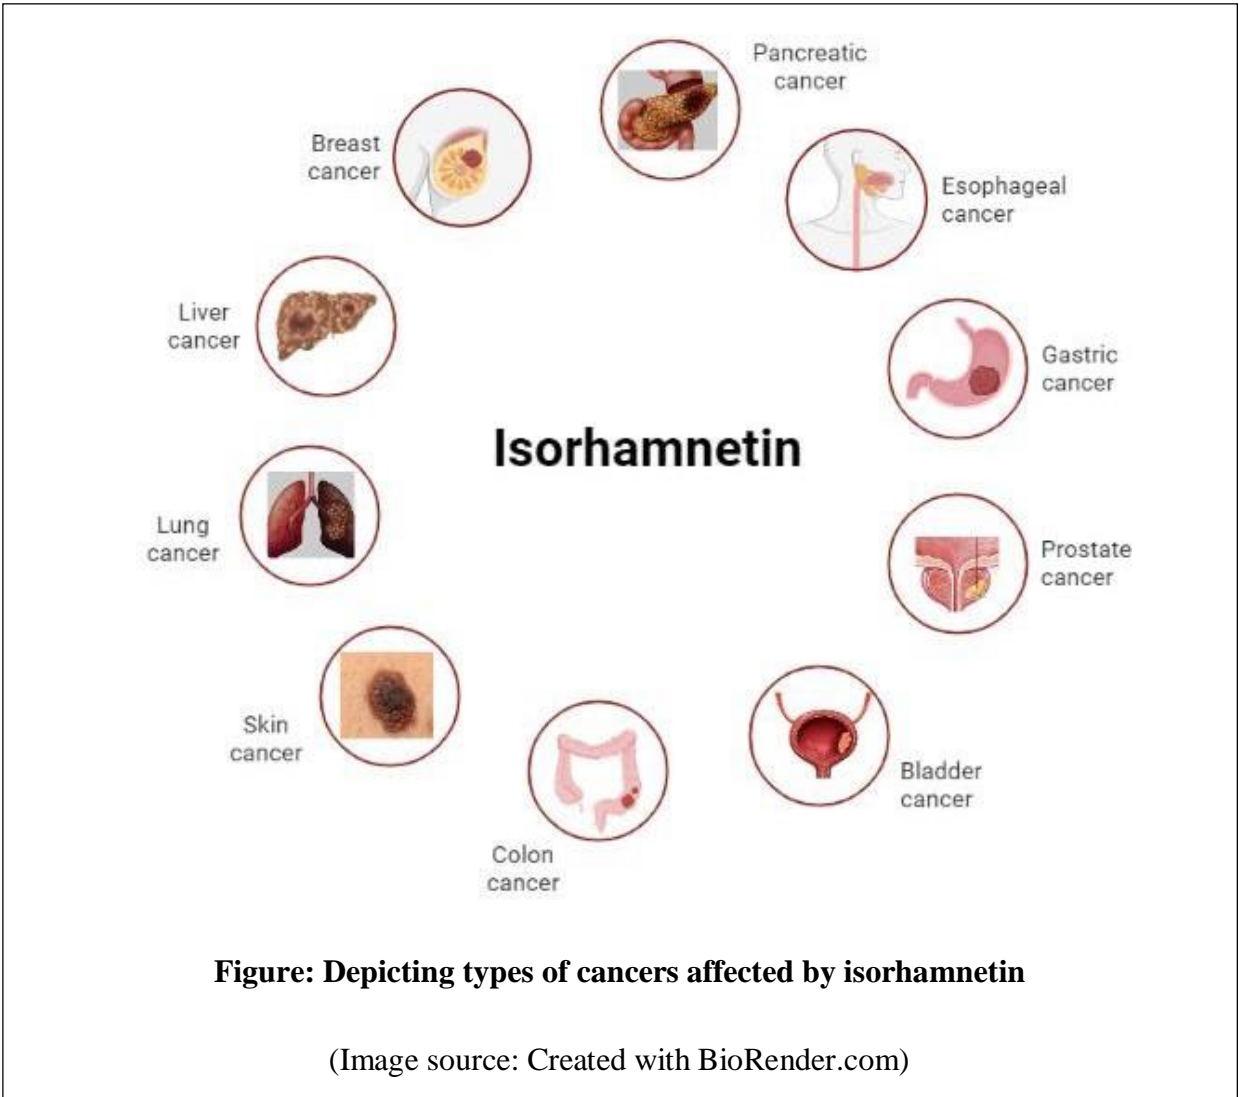 Pancreatic
cancer
Breast
cancer
Esophageal
cancer
Liver
cancer
Gastric
cancer
Isorhamnetin
Lung
cancer
Prostate
cancer
Skin
cancer
Bladder
cancer
Colon
cancer
Figure: Depicting types of cancers affected by isorhamnetin
(Image source: Created with BioRender.com)